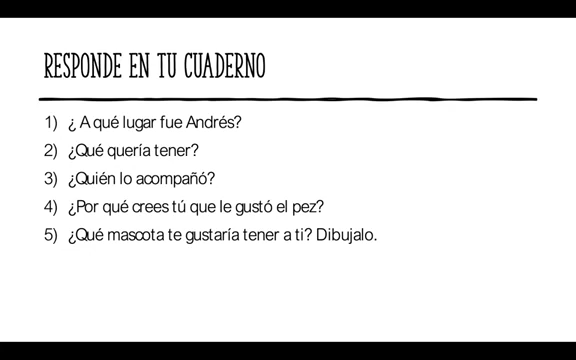 RESPONDE EN TU CUADERNO
1) ¿ A qué lugar fue Andrés?
2) ¿Qué quería tener?
3) ¿Quién lo acompañó?
4) ¿Por qué crees tú que le gustó el pez?
5) ¿Qué mascota te gustaría tener a ti? Dibujalo.